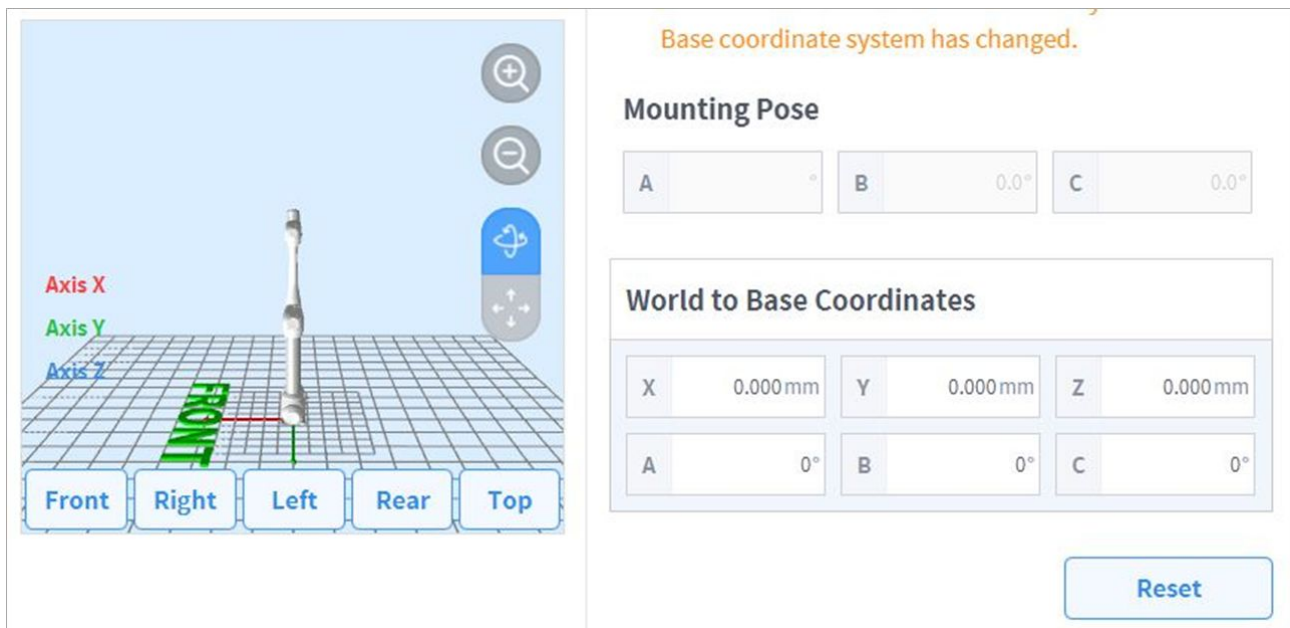 Base coordinate system has changed.
Mounting Pose
A °
B 0.0°
C 0.0°
Axis X
Axis Y
Axis Z
FRONT
World to Base Coordinates
X 0.000 mm
Y 0.000 mm
Z 0.000 mm
A 0°
B 0°
C 0°
Front
Right
Left
Rear
Top
Reset